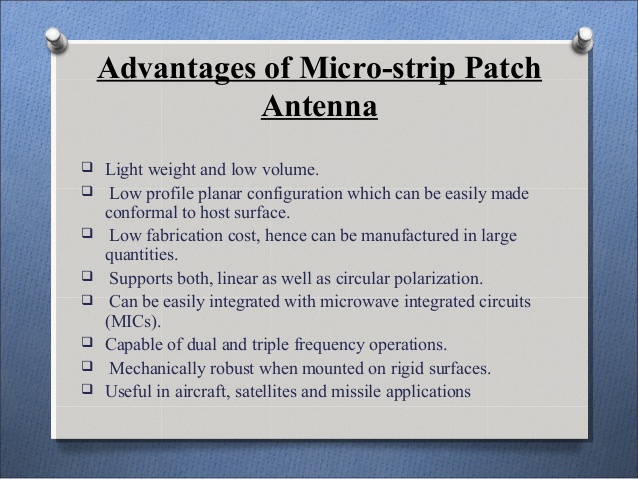 Advantages of Micro-strip Patch
Antenna
❑ Light weight and low volume.
❑ Low profile planar configuration which can be easily made
conformal to host surface.
❑ Low fabrication cost, hence can be manufactured in large
quantities.
❑ Supports both, linear as well as circular polarization.
❑ Can be easily integrated with microwave integrated circuits
(MICs).
❑ Capable of dual and triple frequency operations.
❑ Mechanically robust when mounted on rigid surfaces.
❑ Useful in aircraft, satellites and missile applications